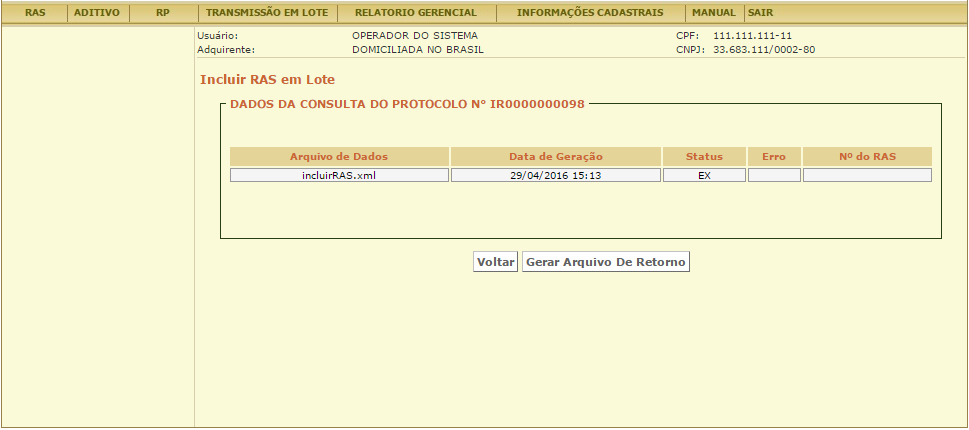 RAS ADITIVO RP TRANSMISSÃO EM LOTE RELATORIO GERENCIAL INFORMAÇÕES CADASTRAIS MANUAL SAIR
Usuário: OPERADOR DO SISTEMA CPF: 111.111.111-11
Adquirente: DOMICILIADA NO BRASIL CNPJ: 33.683.111/0002-80
Incluir RAS em Lote
DADOS DA CONSULTA DO PROTOCOLO Nº IR0000000098
Arquivo de Dados Data de Geração Status Erro Nº do RAS
incluirRAS.xml 29/04/2016 15:13 EX
Voltar Gerar Arquivo De Retorno